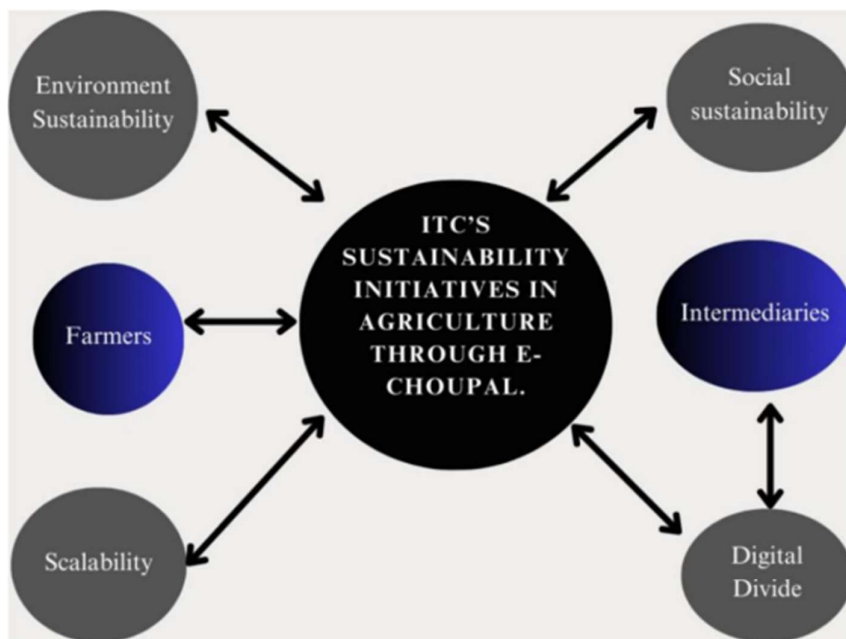 Environment
Sustainability
Social
sustainability
ITC'S
SUSTAINABILITY
INITIATIVES IN
AGRICULTURE
THROUGH E-
CHOUPAL.
Farmers
Intermediaries
Scalability
Digital
Divide